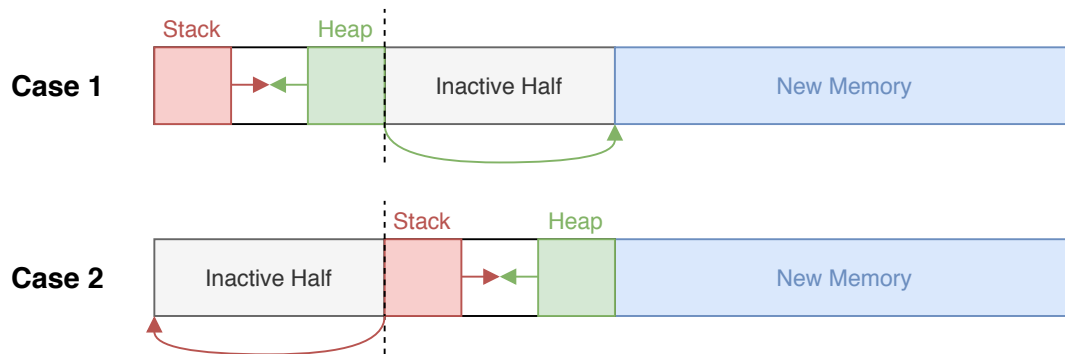 Stack
Heap
Case 1
Inactive Half
New Memory
Stack
Heap
Case 2
Inactive Half
New Memory